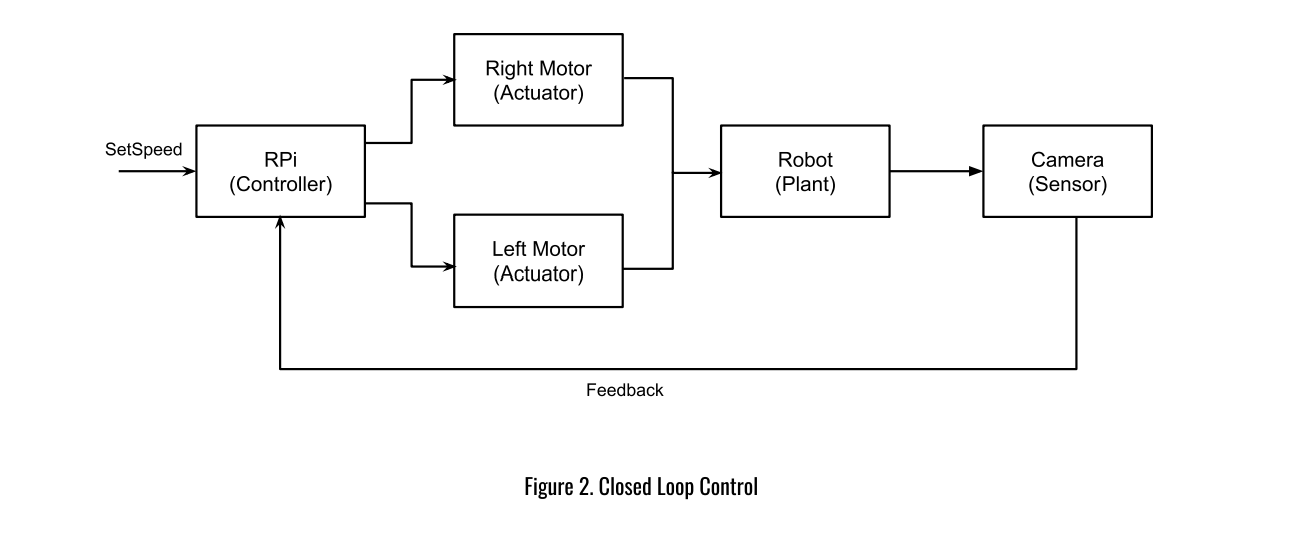 SetSpeed
RPi
(Controller)
Right Motor
(Actuator)
Left Motor
(Actuator)
Robot
(Plant)
Camera
(Sensor)
Feedback
Figure 2. Closed Loop Control